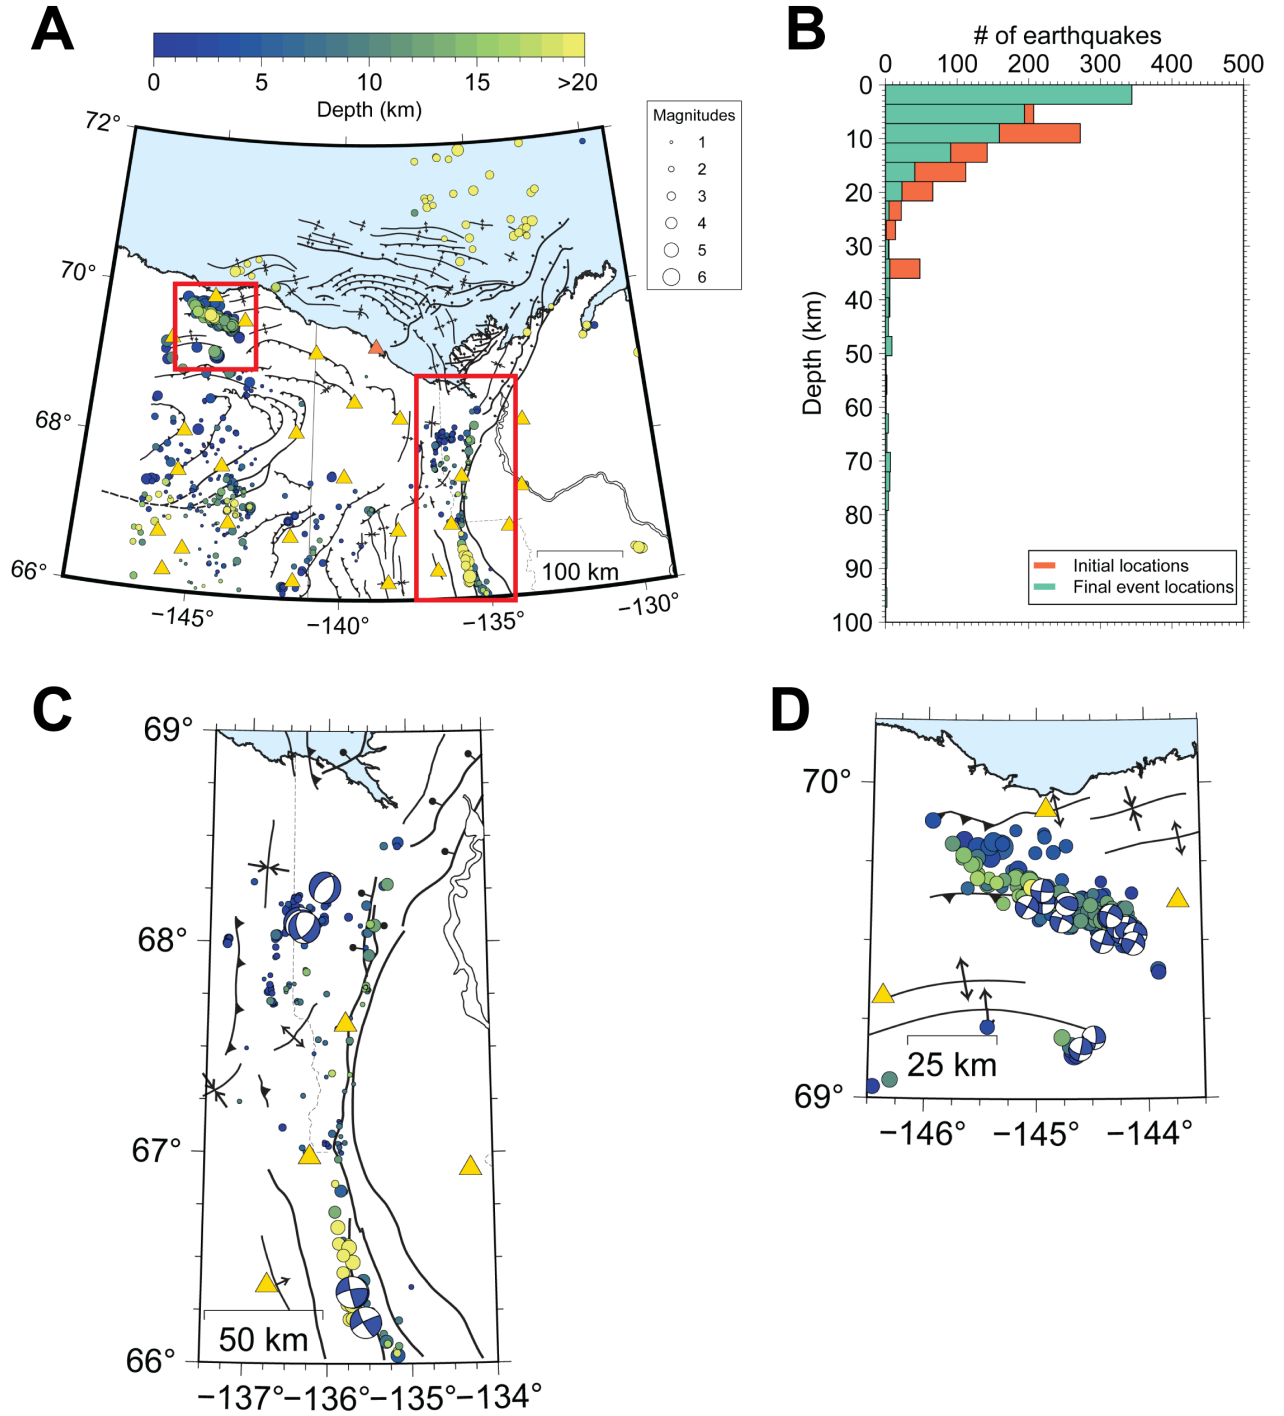 A
0 5 10 15 >20
Depth (km)
Magnitudes
1
2
3
4
5
6
72°
70°
68°
66°
−145° −140° −135° −130°
100 km
B
# of earthquakes
0 100 200 300 400 500
0
10
20
30
40
50
60
70
80
90
100
Depth (km)
Initial locations
Final event locations
C
69°
68°
67°
66°
50 km
−137° −136° −135° −134°
D
70°
69°
25 km
−146° −145° −144°